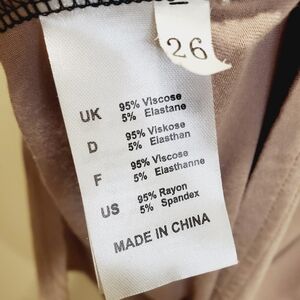 26
UK 95% Viscose
5% Elastane
D 95% Viskose
5% Elasthan
F 95% Viscose
5% Elasthanne
US 95% Rayon
5% Spandex
MADE IN CHINA